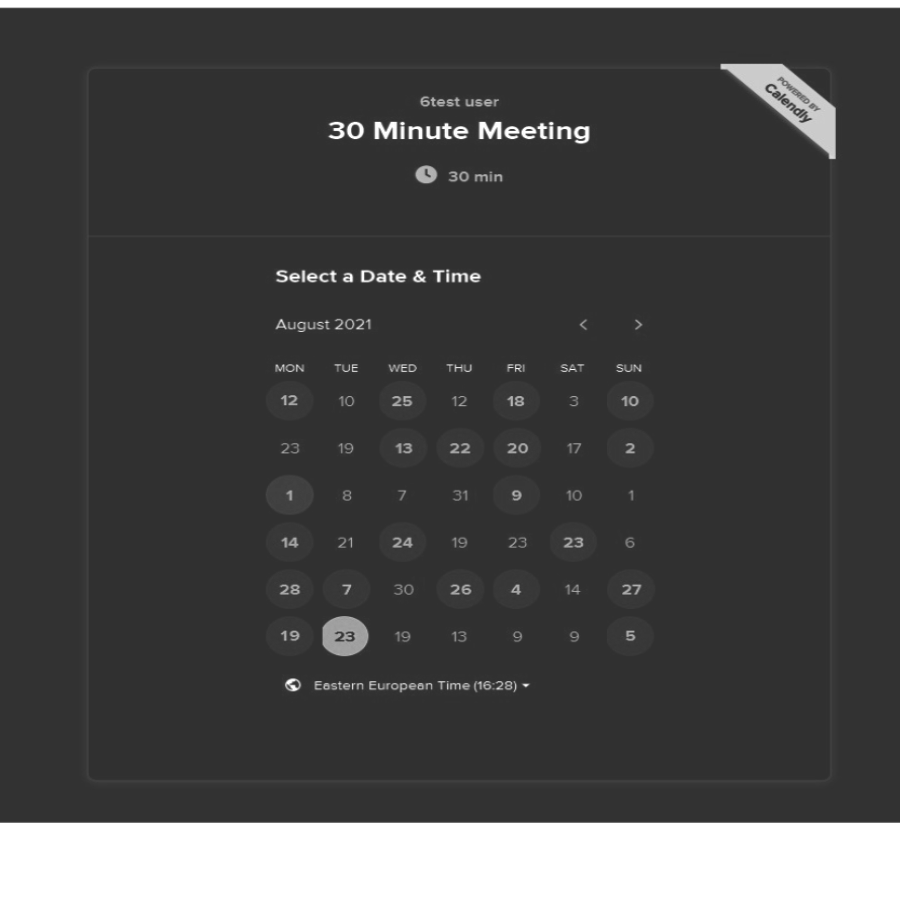 POWERED BY
Calendly
6test user
30 Minute Meeting
30 min
Select a Date & Time
August 2021 < >
MON TUE WED THU FRI SAT SUN
12 10 25 12 18 3 10
23 19 13 22 20 17 2
1 8 7 31 9 10 1
14 21 24 19 23 23 6
28 7 30 26 4 14 27
19 23 19 13 9 9 5
Eastern European Time (16:28)